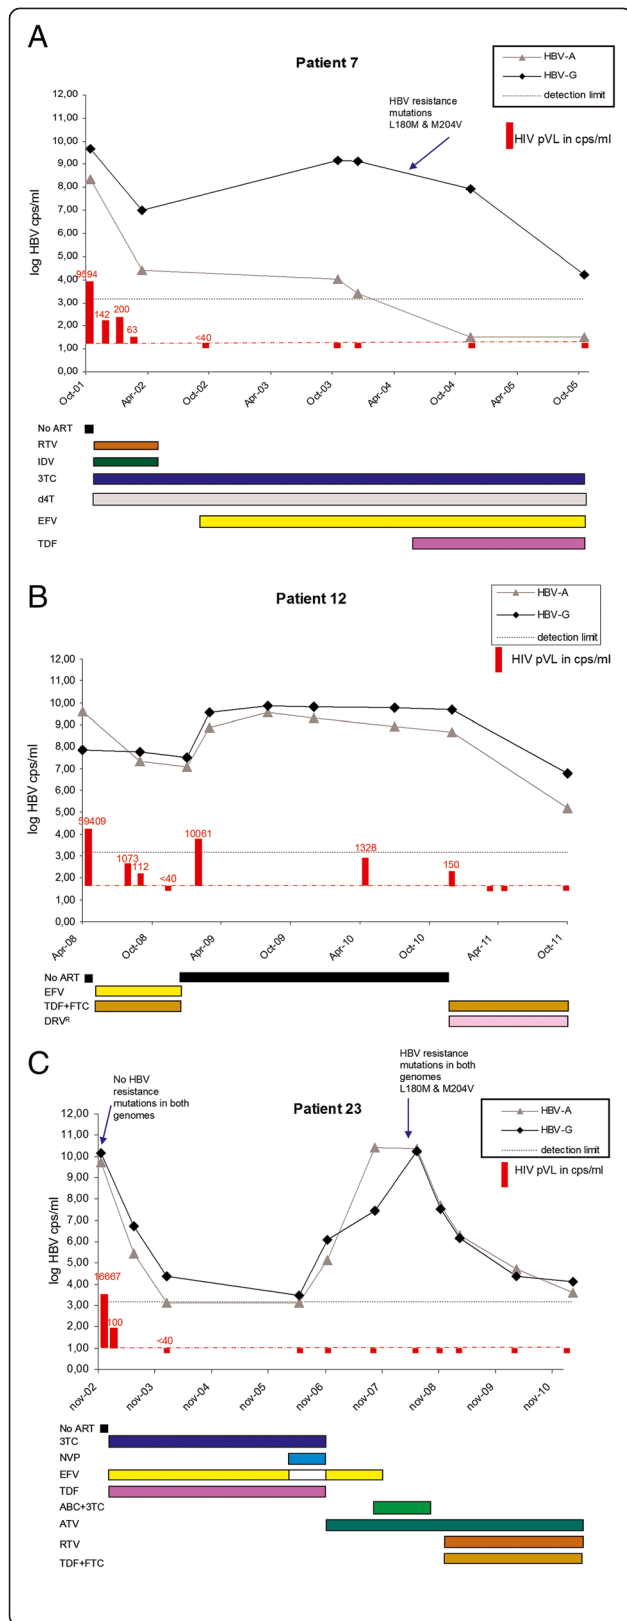 A
Patient 7
HBV-A
HBV-G
detection limit
HIV pVL in cps/ml
HBV resistance
mutations
L180M & M204V
log HBV cps/ml
12,00
11,00
10,00
9,00
8,00
7,00
6,00
5,00
4,00
3,00
2,00
1,00
0,00
9594
142
200
63
<40
Oct-01
Apr-02
Oct-02
Apr-03
Oct-03
Apr-04
Oct-04
Apr-05
Oct-05
No ART
RTV
IDV
3TC
d4T
EFV
TDF
B
Patient 12
HBV-A
HBV-G
detection limit
HIV pVL in cps/ml
log HBV cps/ml
12,00
11,00
10,00
9,00
8,00
7,00
6,00
5,00
4,00
3,00
2,00
1,00
0,00
59409
1073
112
<40
10061
1328
150
Apr-08
Oct-08
Apr-09
Oct-09
Apr-10
Oct-10
Apr-11
Oct-11
No ART
EFV
TDF+FTC
DRVᴿ
C
No HBV
resistance
mutations in both
genomes
HBV resistance
mutations in both
genomes
L180M & M204V
Patient 23
HBV-A
HBV-G
detection limit
HIV pVL in cps/ml
log HBV cps/ml
12,00
11,00
10,00
9,00
8,00
7,00
6,00
5,00
4,00
3,00
2,00
1,00
0,00
16667
100
<40
nov-02
nov-03
nov-04
nov-05
nov-06
nov-07
nov-08
nov-09
nov-10
No ART
3TC
NVP
EFV
TDF
ABC+3TC
ATV
RTV
TDF+FTC